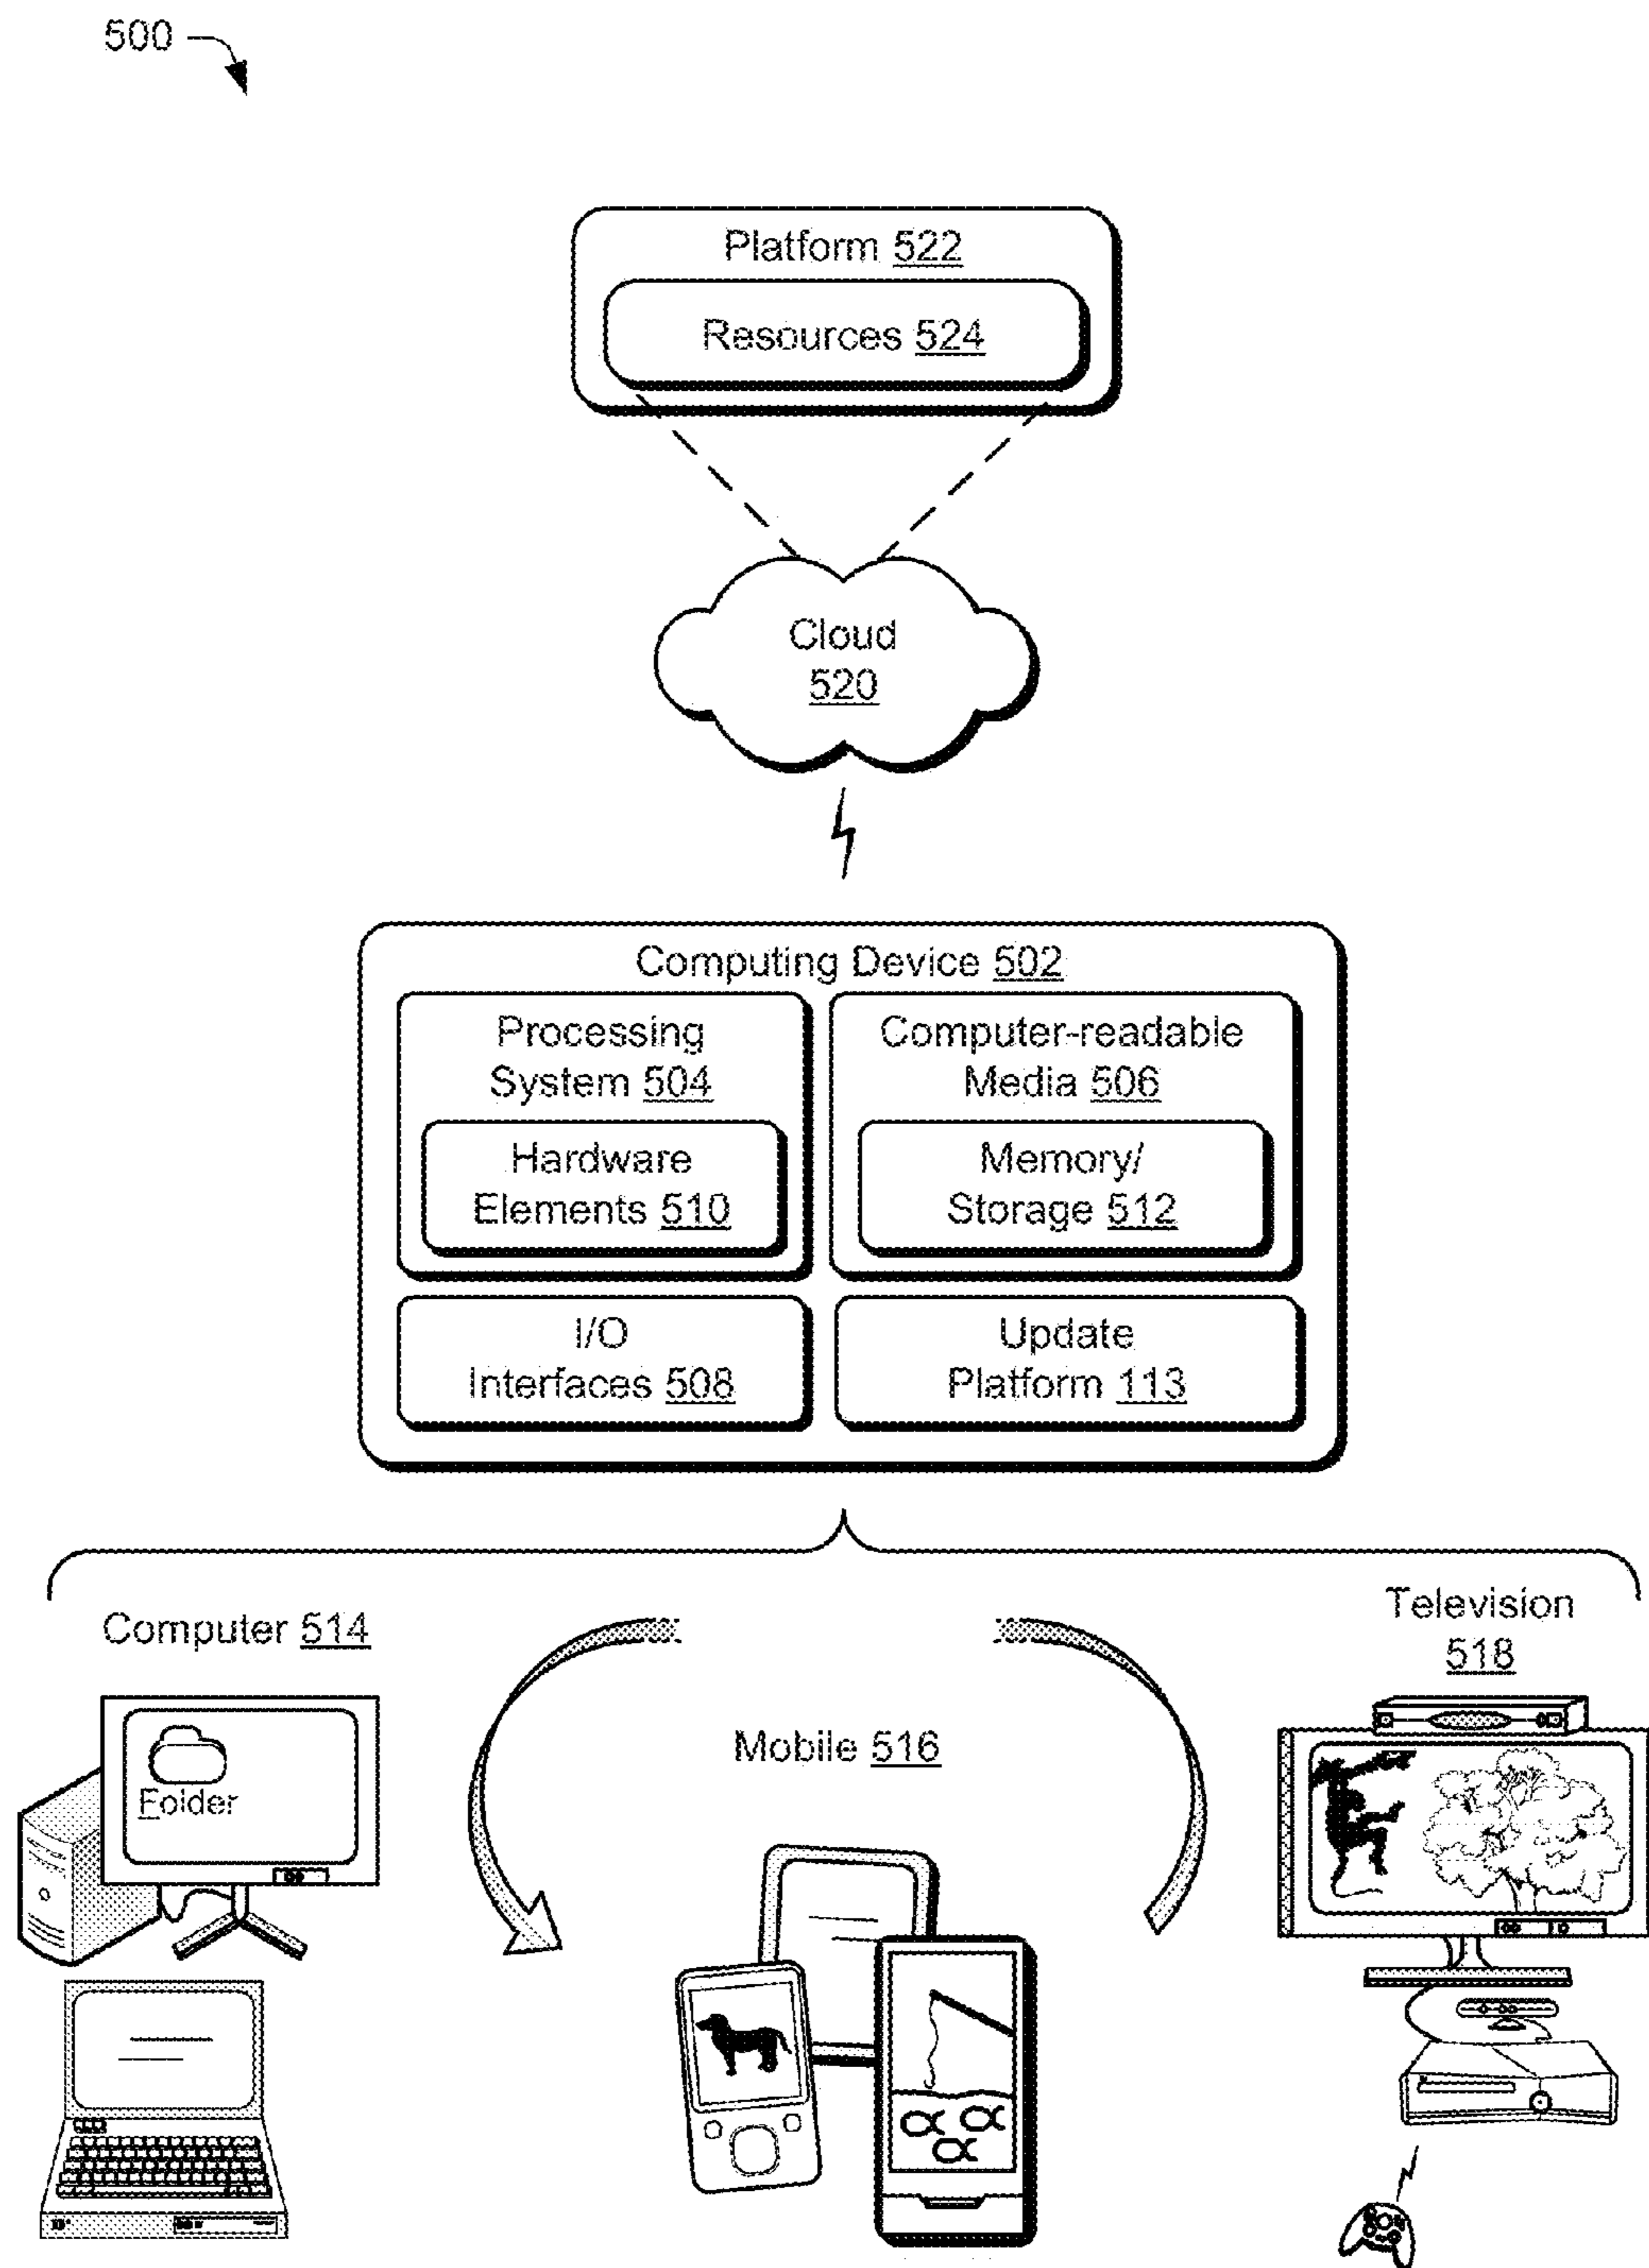 500
Platform 522
Resources 524
Cloud
520
Computing Device 502
Processing
System 504
Hardware
Elements 510
Computer-readable
Media 506
Memory/
Storage 512
I/O
Interfaces 508
Update
Platform 113
Computer 514
Folder
Mobile 516
Television
518